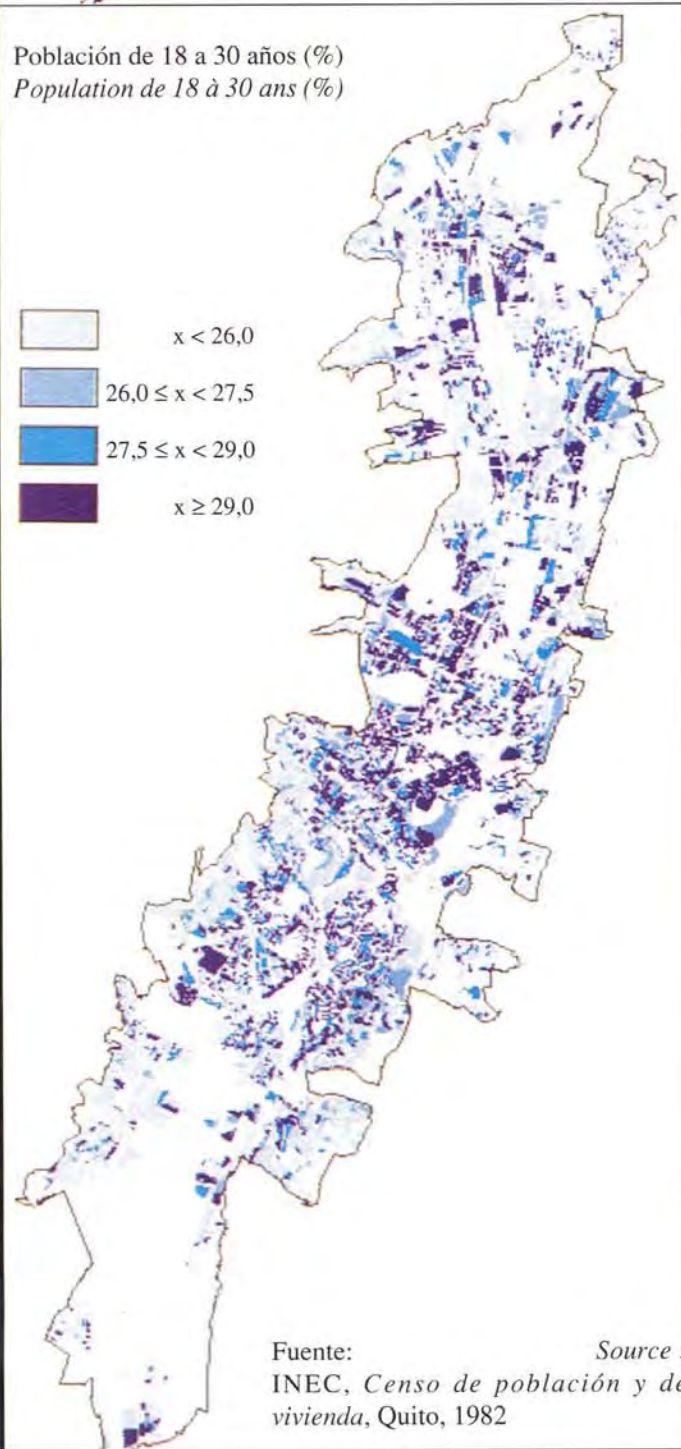 Población de 18 a 30 años (%)
Population de 18 à 30 ans (%)
x < 26,0
26,0 ≤ x < 27,5
27,5 ≤ x < 29,0
x ≥ 29,0
Fuente: Source :
INEC, Censo de población y de
vivienda, Quito, 1982